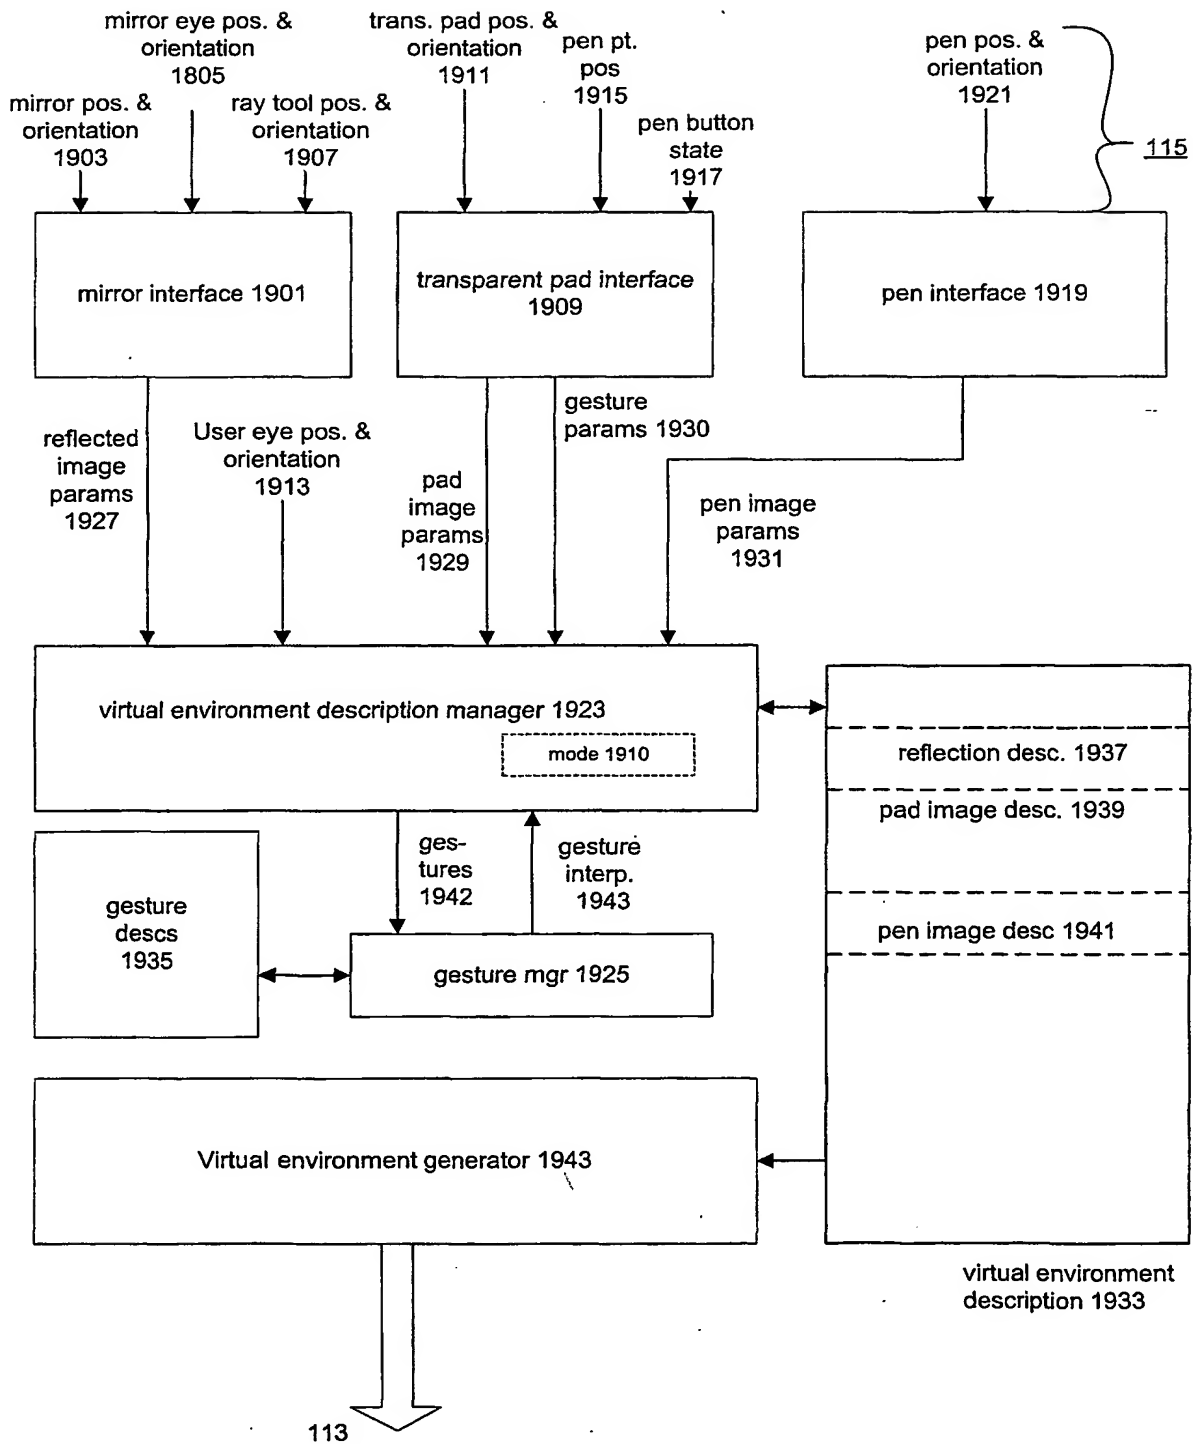 mirror eye pos. &
orientation
1805
trans. pad pos. &
orientation
1911
pen pt.
pos
1915
pen pos. &
orientation
1921
mirror pos. &
orientation
1903
ray tool pos. &
orientation
1907
pen button
state
1917
115
mirror interface 1901
transparent pad interface
1909
pen interface 1919
reflected
image
params
1927
User eye pos. &
orientation
1913
gesture
params 1930
pad
image
params
1929
pen image
params
1931
virtual environment description manager 1923
mode 1910
reflection desc. 1937
pad image desc. 1939
pen image desc 1941
ges-
tures
1942
gesture
interp.
1943
gesture
descs
1935
gesture mgr 1925
Virtual environment generator 1943
virtual environment
description 1933
113